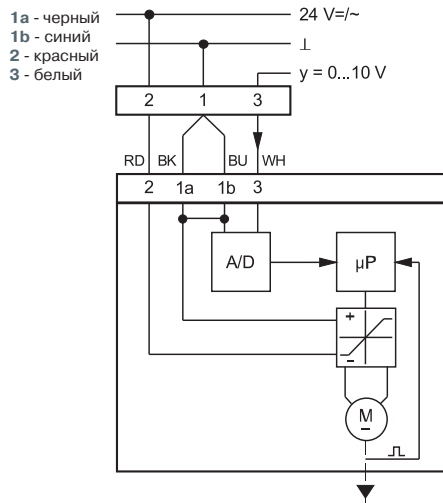 1a - черный
1b - синий
2 - красный
3 - белый
24 V=/~
⊥
y = 0...10 V
2 1 3
RD BK BU WH
2 1a 1b 3
A/D µP
+
−
M